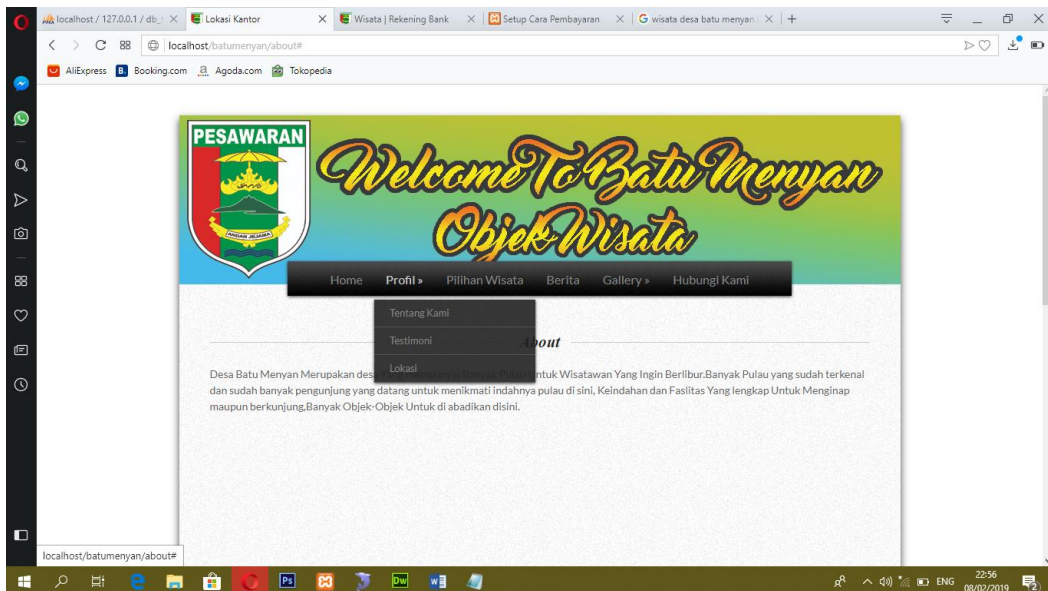 localhost / 127.0.0.1 / db_s
Lokasi Kantor
Wisata | Rekening Bank
Setup Cara Pembayaran
wisata desa batu menyan
localhost/batumenyan/about#
AliExpress
Booking.com
Agoda.com
Tokopedia
PESAWARAN
ANDAN JEJAMA
Welcome To Batu Menyan
Objek Wisata
Home
Profil »
Pilihan Wisata
Berita
Gallery »
Hubungi Kami
Tentang Kami
Testimoni
Lokasi
About
Desa Batu Menyan Merupakan desa Untuk Wisatawan Yang Ingin Berlibur.Banyak Pulau yang sudah terkenal
dan sudah banyak pengunjung yang datang untuk menikmati indahnya pulau di sini, Keindahan dan Faslitas Yang lengkap Untuk Menginap
maupun berkunjung,Banyak Objek-Objek Untuk di abadikan disini.
localhost/batumenyan/about#
ENG
22:56
08/02/2019